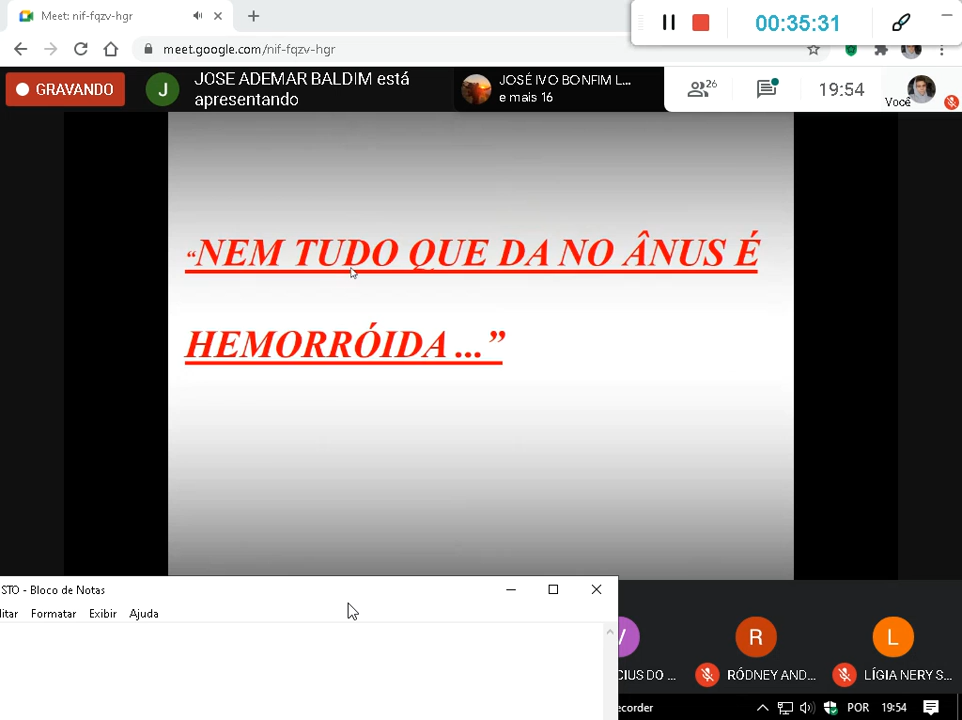 Meet: nif-fqzv-hgr
00:35:31
meet.google.com/nif-fqzv-hgr
GRAVANDO
J
JOSE ADEMAR BALDIM está
apresentando
JOSÉ IVO BONFIM L...
e mais 16
26
19:54
Você
“NEM TUDO QUE DA NO ÂNUS É
HEMORRÓIDA ...”
STO - Bloco de Notas
itar Formatar Exibir Ajuda
V
R
L
CIUS DO ...
RÓDNEY AND...
LÍGIA NERY S...
ecorder
POR
19:54